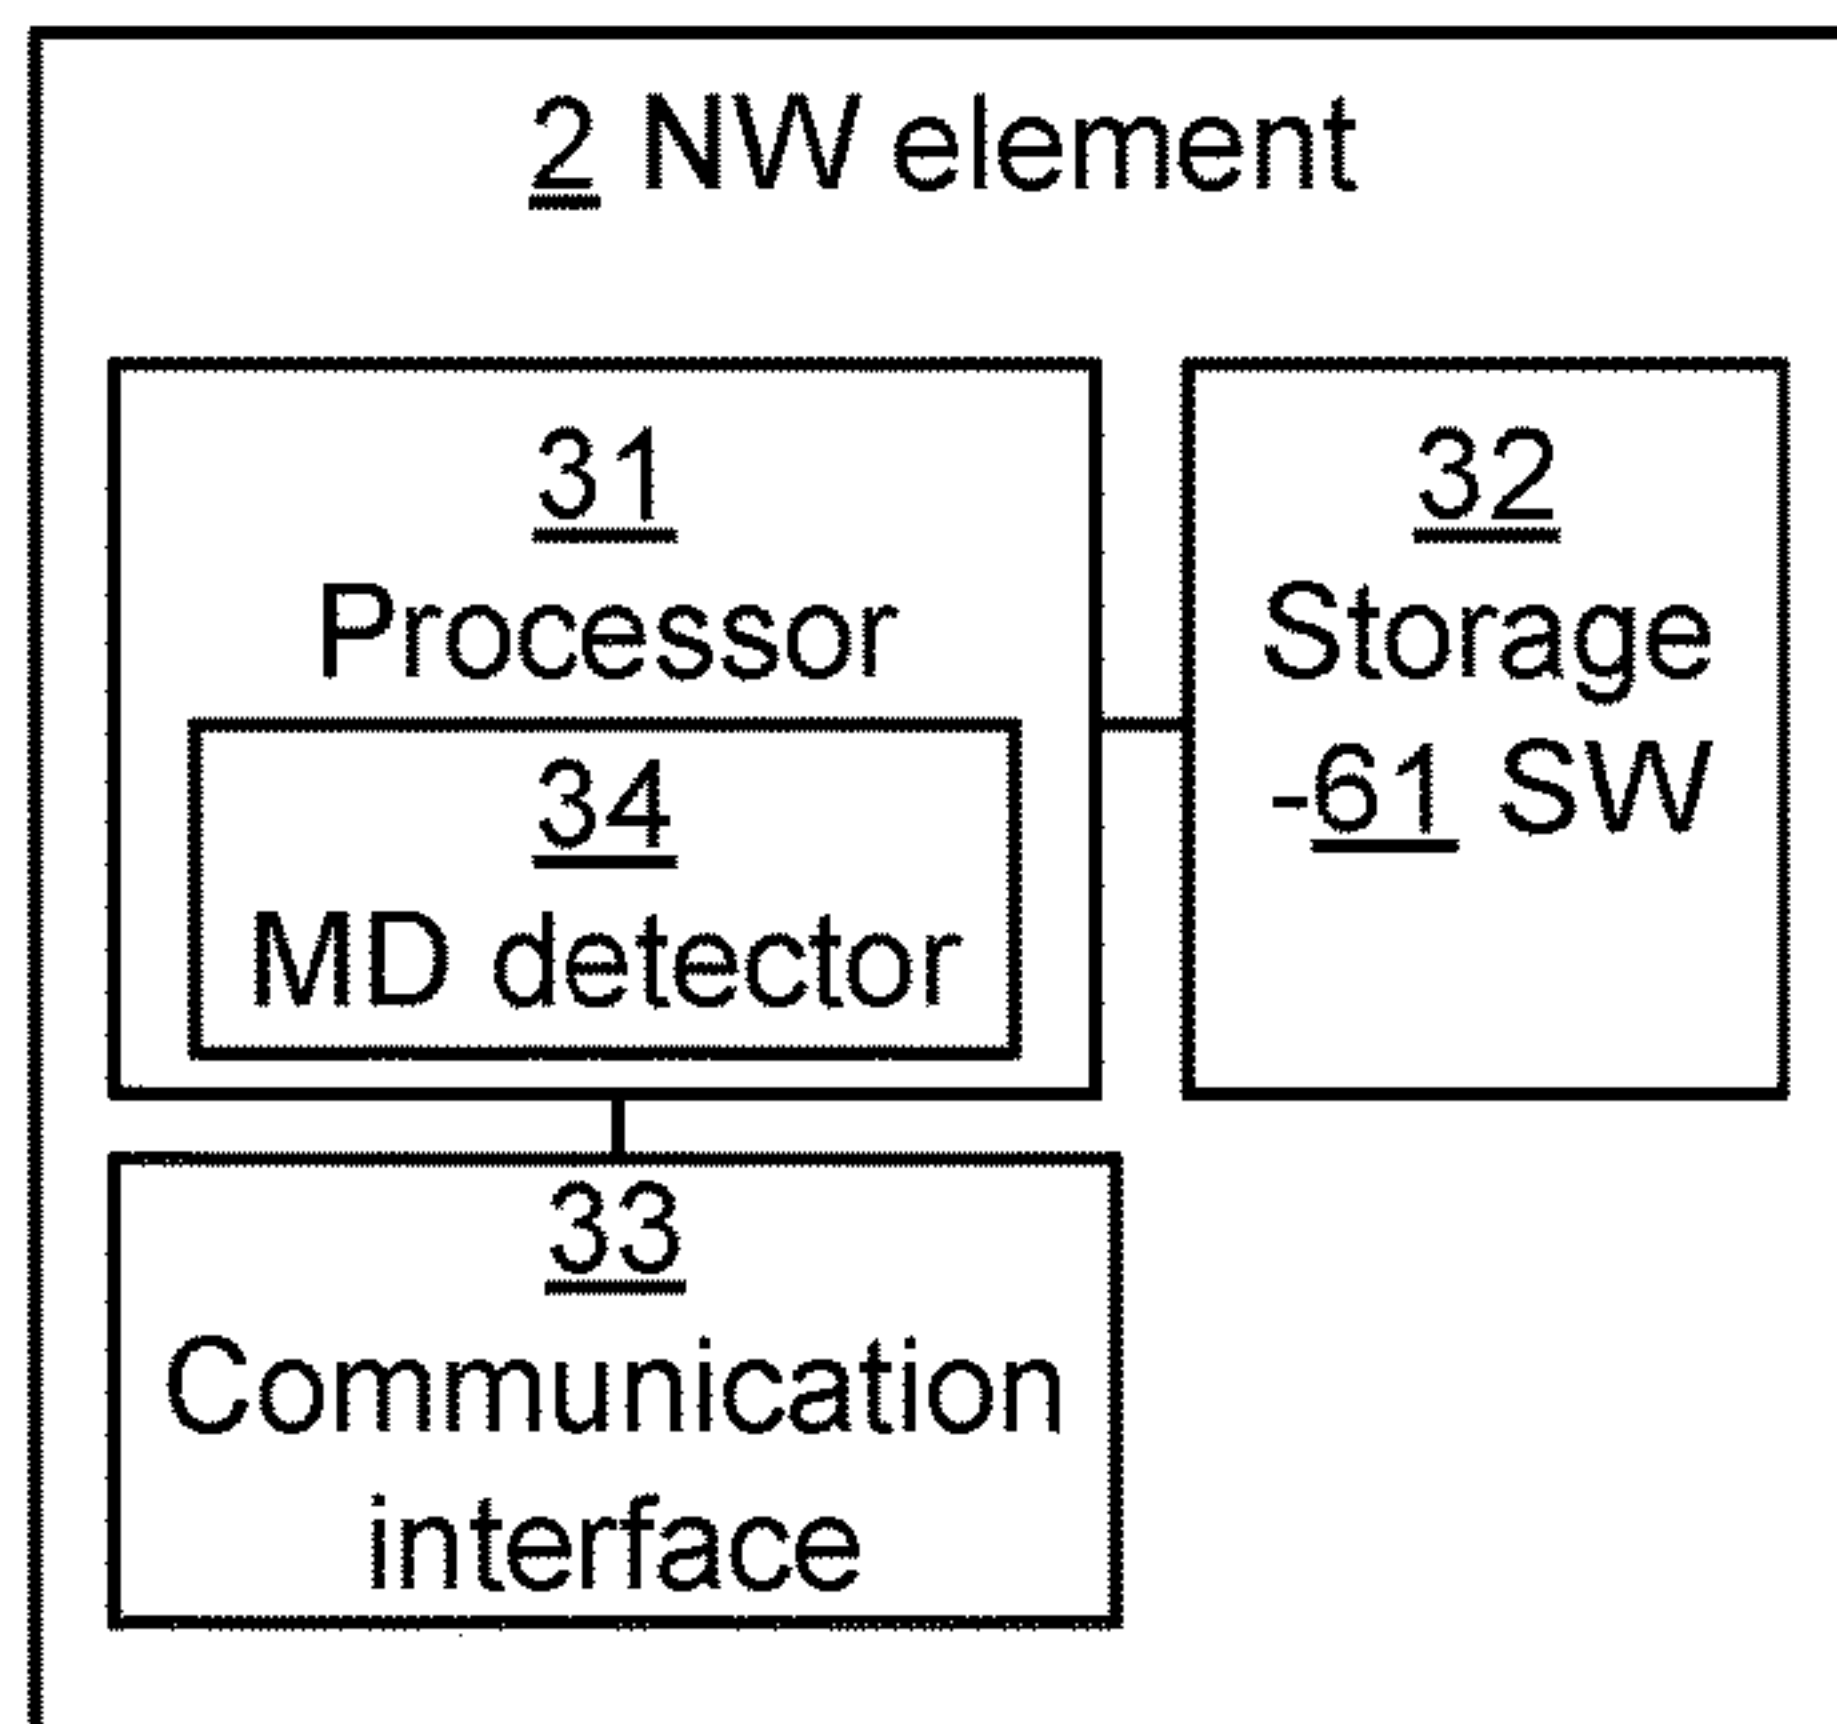 2 NW element
31
Processor
34
MD detector
32
Storage
-61 SW
33
Communication
interface